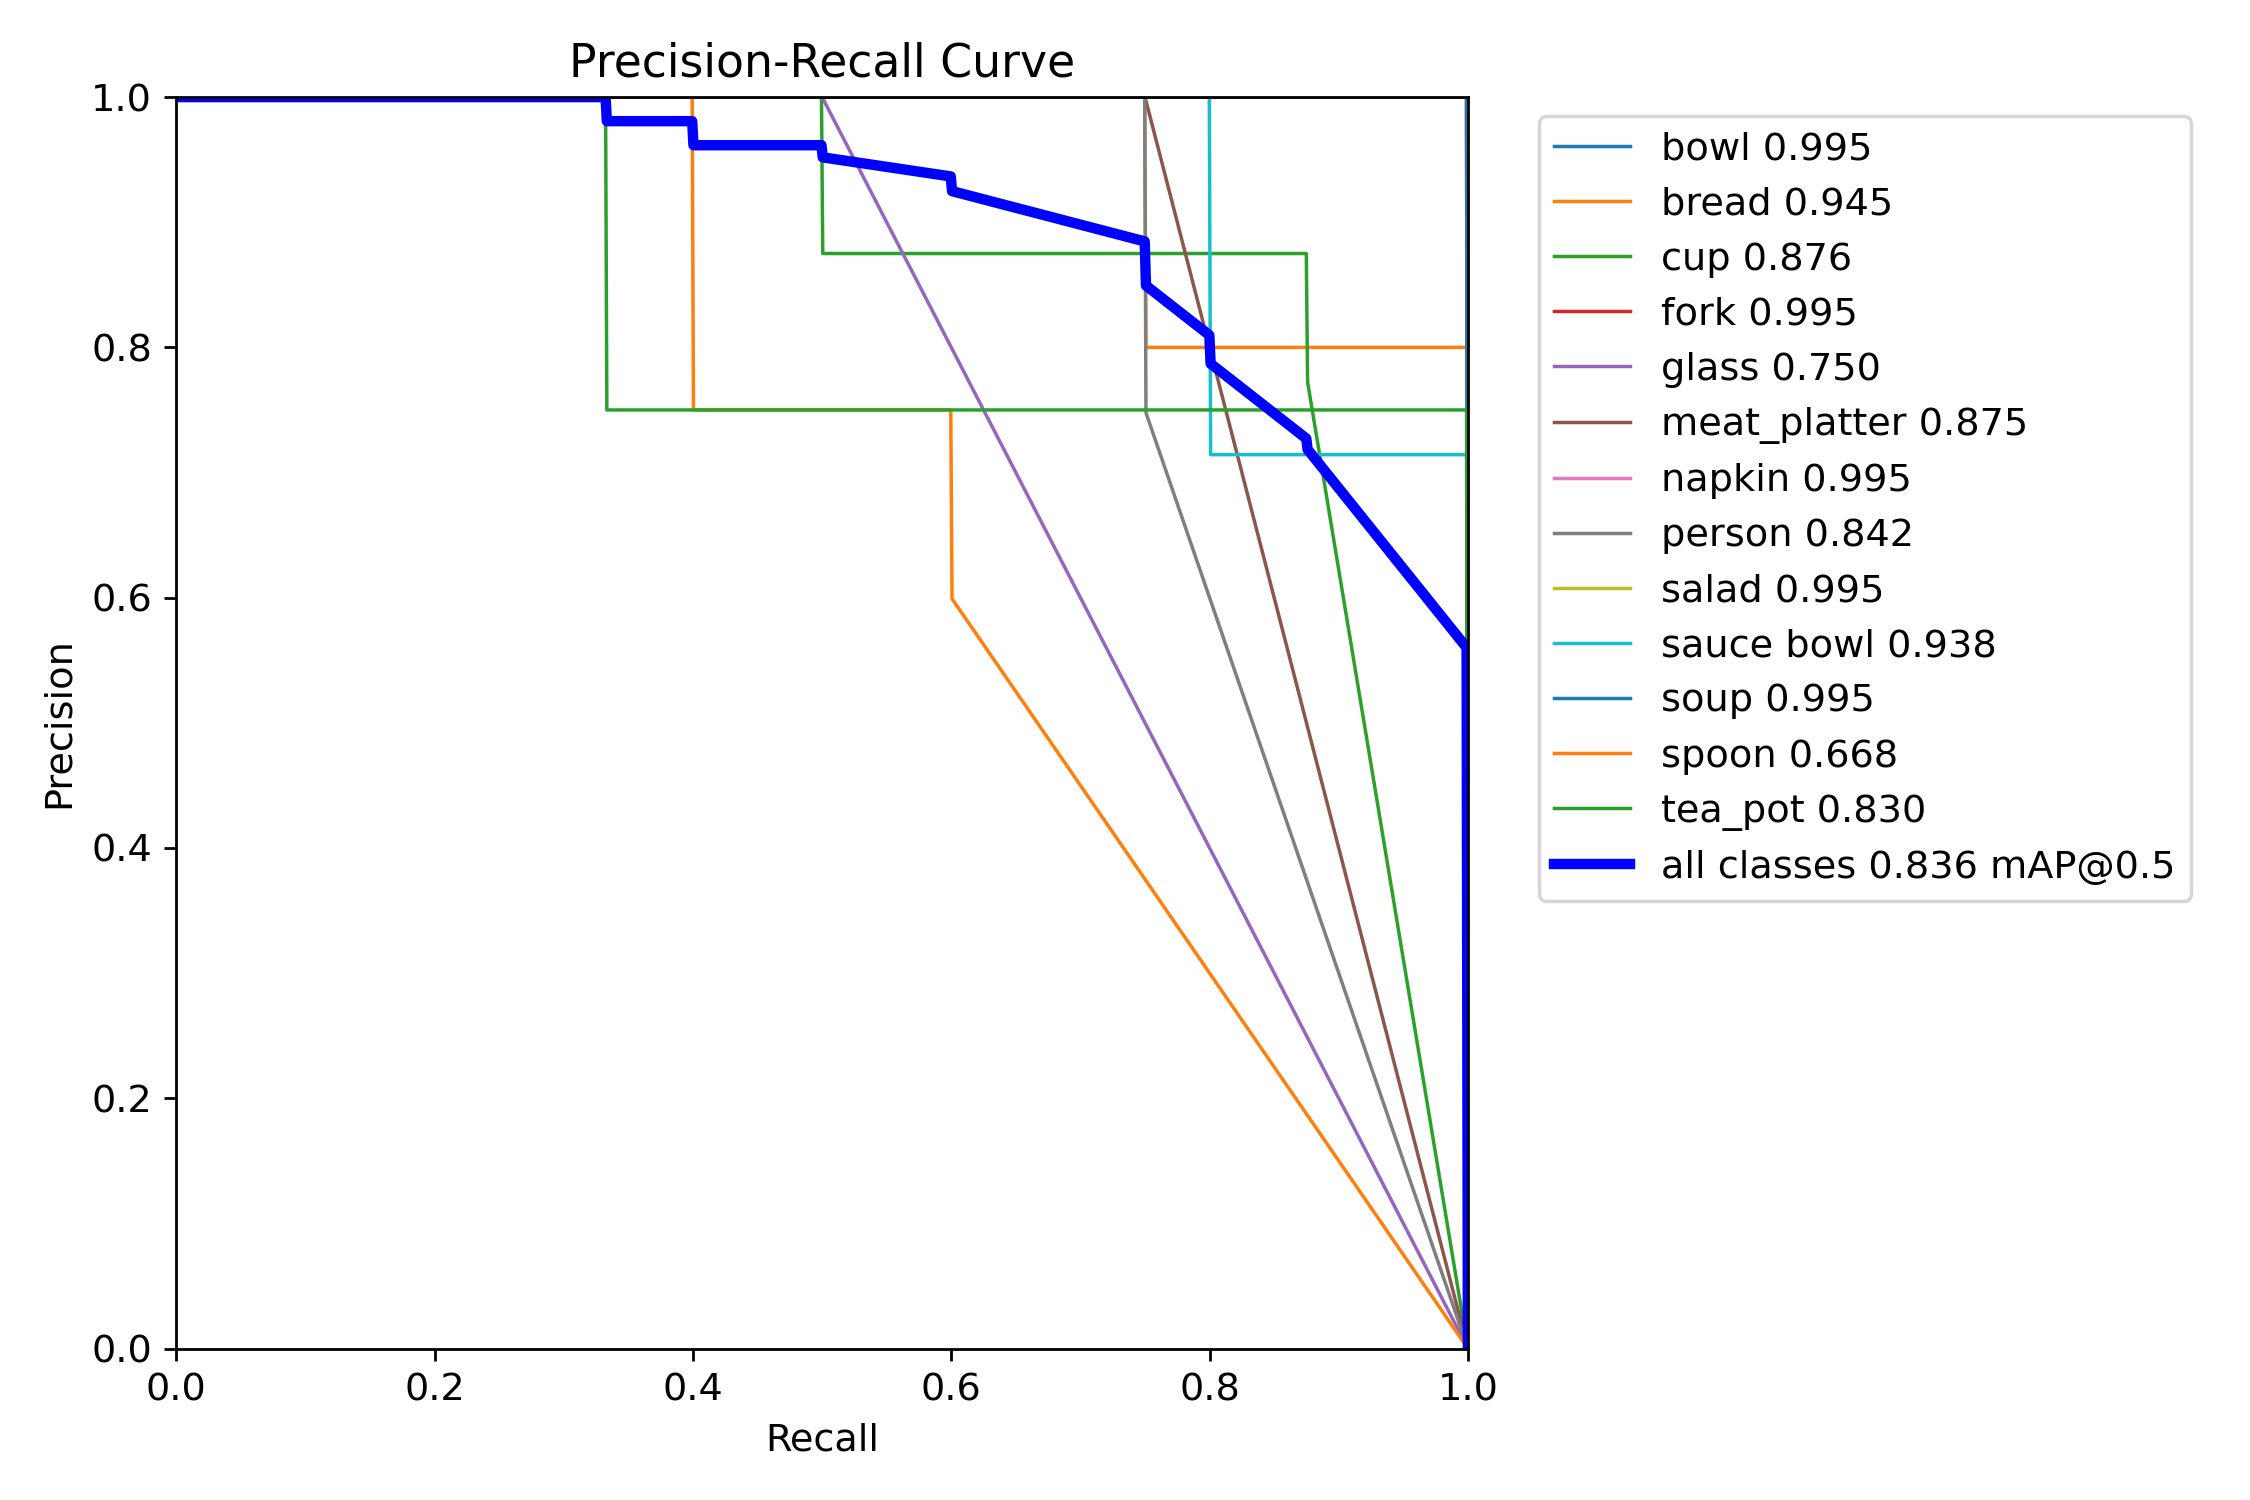 Precision-Recall Curve
1.0
0.8
0.6
0.4
0.2
0.0
Precision
0.0 0.2 0.4 0.6 0.8 1.0
Recall
bowl 0.995
bread 0.945
cup 0.876
fork 0.995
glass 0.750
meat_platter 0.875
napkin 0.995
person 0.842
salad 0.995
sauce bowl 0.938
soup 0.995
spoon 0.668
tea_pot 0.830
all classes 0.836 mAP@0.5